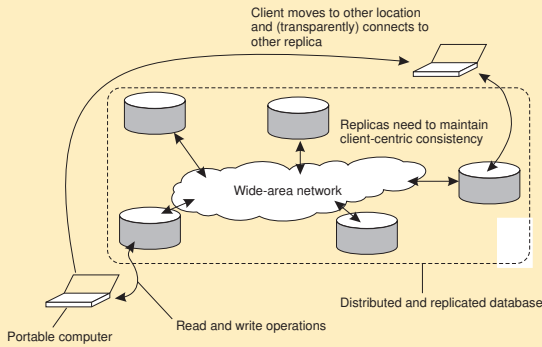 Client moves to other location
and (transparently) connects to
other replica
Replicas need to maintain
client-centric consistency
Wide-area network
Distributed and replicated database
Read and write operations
Portable computer